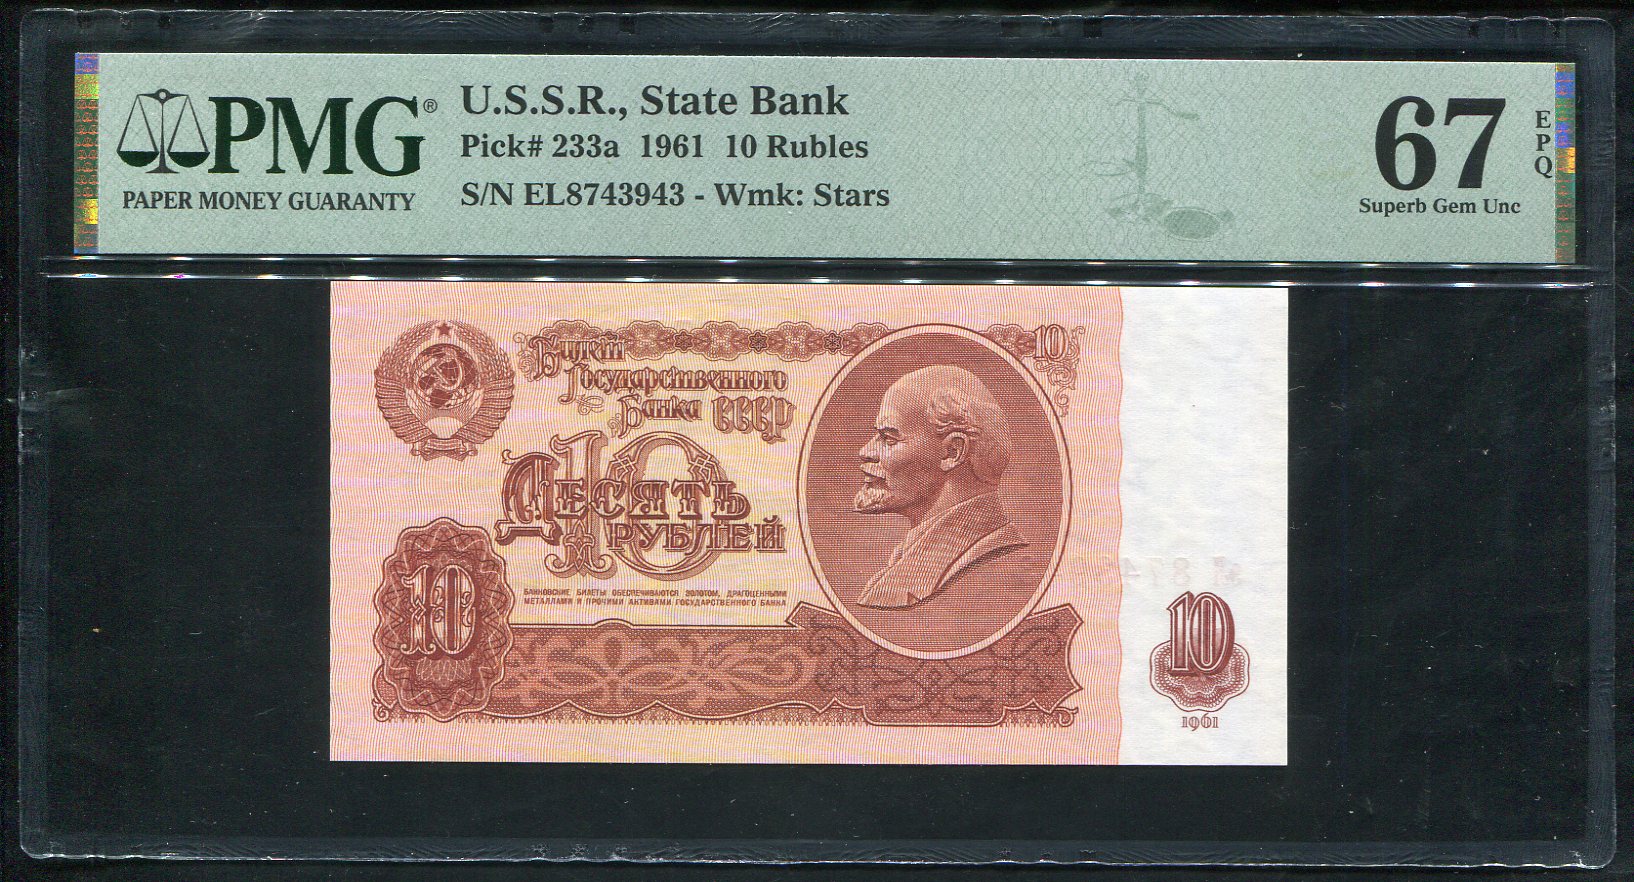 PMG®
PAPER MONEY GUARANTY
U.S.S.R., State Bank
Pick# 233a 1961 10 Rubles
S/N EL8743943 - Wmk: Stars
67
EPQ
Superb Gem Unc
Билет
Государственного
Банка СССР
10
10
Десять
рублей
БАНКОВСКИЕ БИЛЕТЫ ОБЕСПЕЧИВАЮТСЯ ЗОЛОТОМ, ДРАГОЦЕННЫМИ
МЕТАЛЛАМИ И ПРОЧИМИ АКТИВАМИ ГОСУДАРСТВЕННОГО БАНКА
10
10
1961